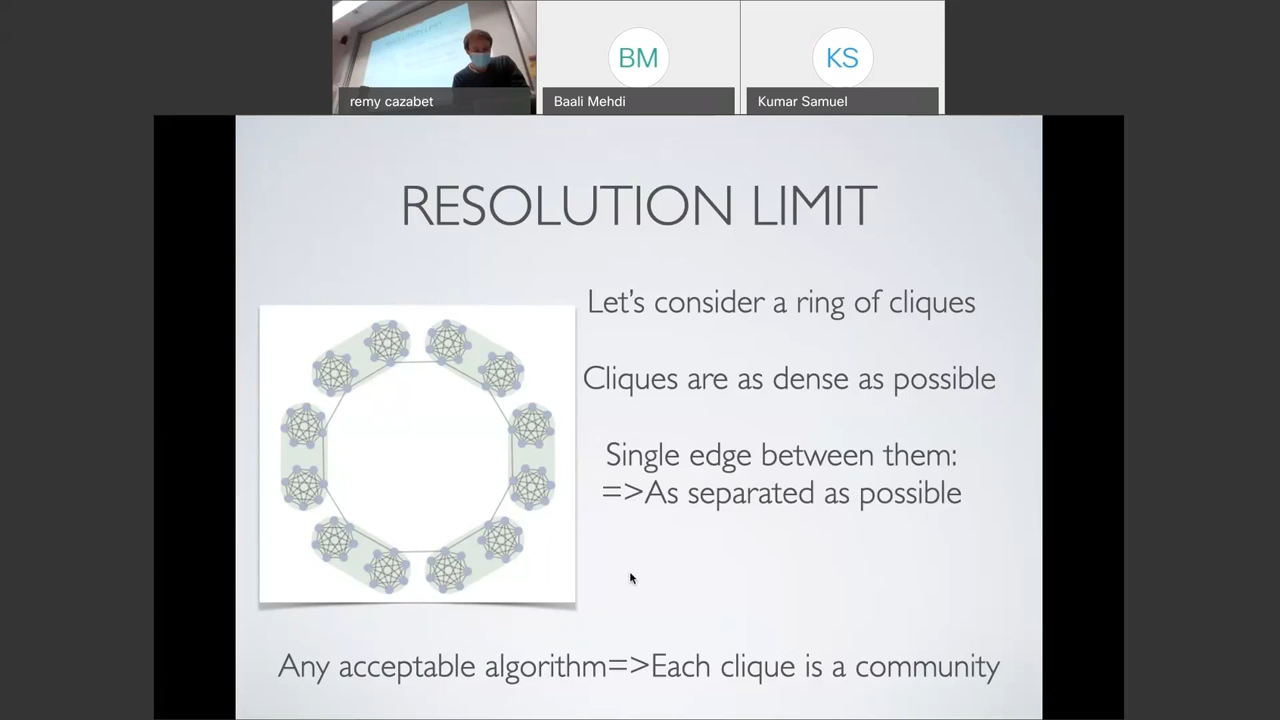 BM
KS
remy cazabet
Baali Mehdi
Kumar Samuel
RESOLUTION LIMIT
Let's consider a ring of cliques
Cliques are as dense as possible
Single edge between them:
=>As separated as possible
Any acceptable algorithm=>Each clique is a community